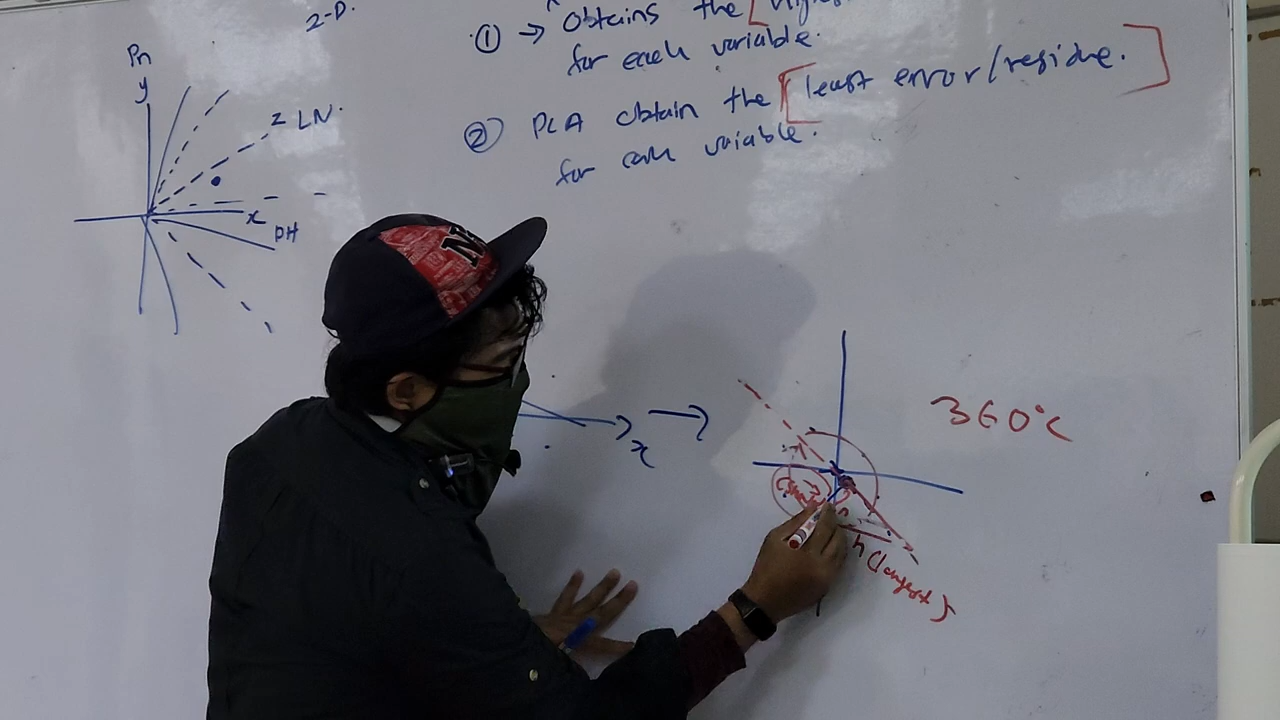 2-D.
Pn
y
z LN.
x
PH
① → Obtains the [
for each variable.
② PCA obtain the [least error/residue.]
for each variable.
x
360°C
(largest)